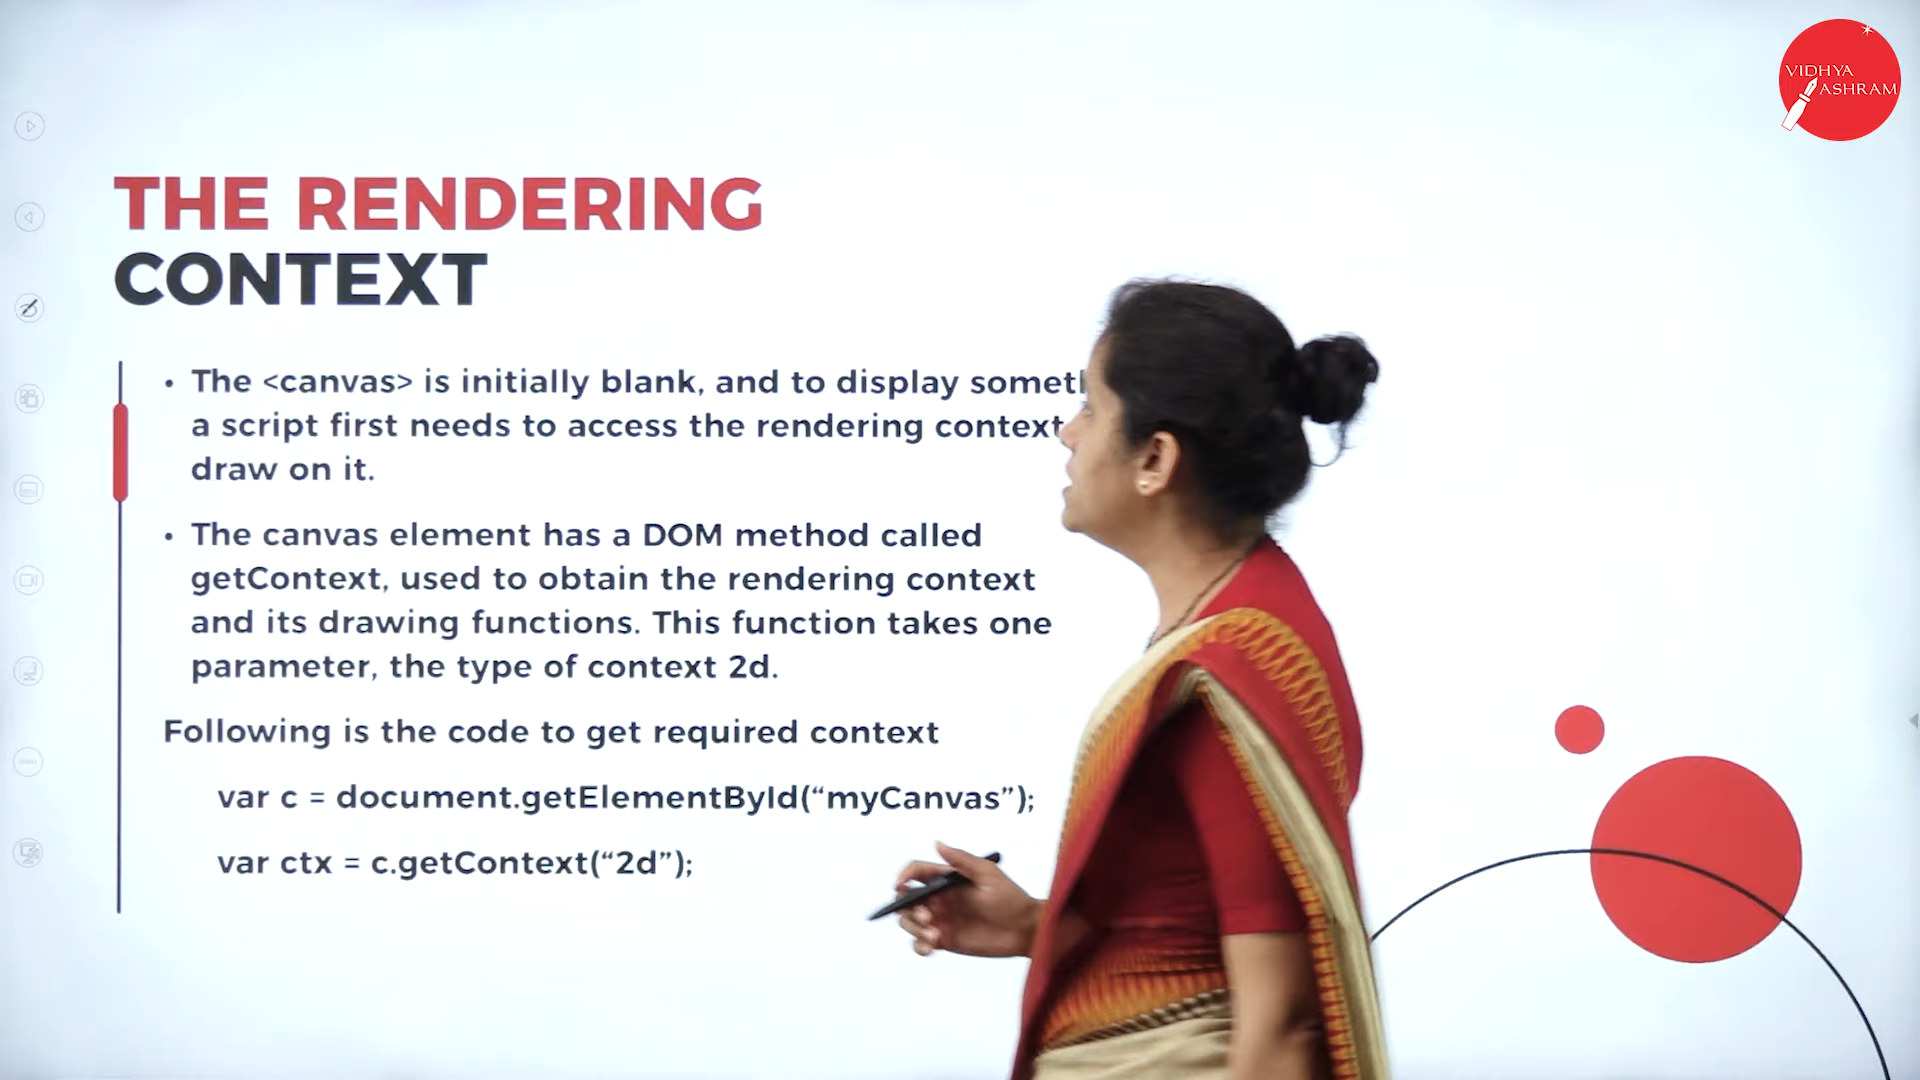 VIDHYA
ASHRAM
THE RENDERING
CONTEXT
• The <canvas> is initially blank, and to display
a script first needs to access the rendering context
draw on it.
• The canvas element has a DOM method called
getContext, used to obtain the rendering context
and its drawing functions. This function takes one
parameter, the type of context 2d.
Following is the code to get required context
var c = document.getElementById(“myCanvas”);
var ctx = c.getContext(“2d”);